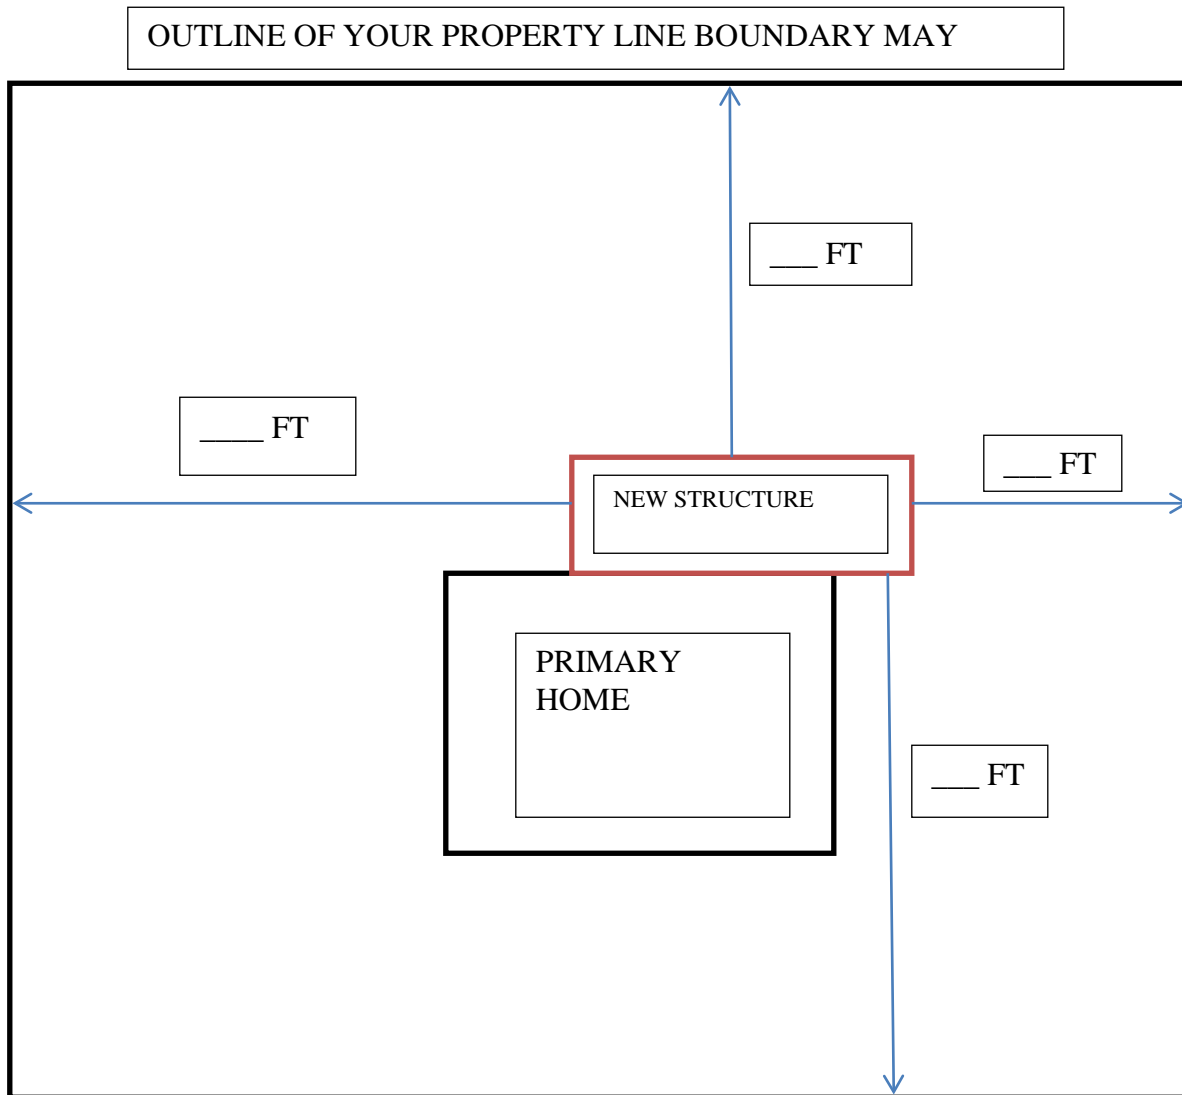 OUTLINE OF YOUR PROPERTY LINE BOUNDARY MAY
___ FT
____ FT
___ FT
NEW STRUCTURE
PRIMARY
HOME
___ FT